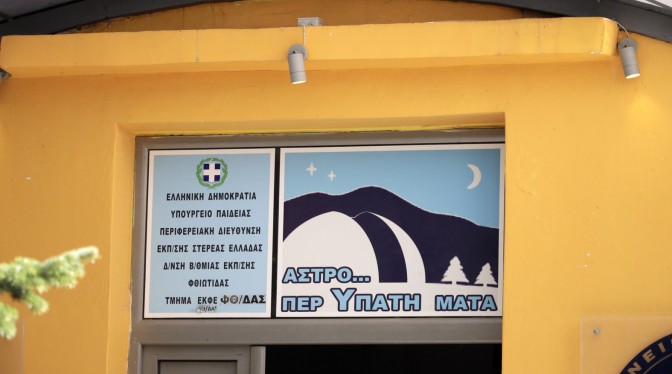 ΕΛΛΗΝΙΚΗ ΔΗΜΟΚΡΑΤΙΑ
ΥΠΟΥΡΓΕΙΟ ΠΑΙΔΕΙΑΣ
ΠΕΡΙΦΕΡΕΙΑΚΗ ΔΙΕΥΘΥΝΣΗ
ΕΚΠ/ΣΗΣ ΣΤΕΡΕΑΣ ΕΛΛΑΔΑΣ
Δ/ΝΣΗ Β/ΘΜΙΑΣ ΕΚΠ/ΣΗΣ
ΦΘΙΩΤΙΔΑΣ
ΤΜΗΜΑ ΕΚΦΕ ΦΘ/ΔΑΣ
ΑΣΤΡΟ...
ΠΕΡ ΥΠΑΤΗ ΜΑΤΑ